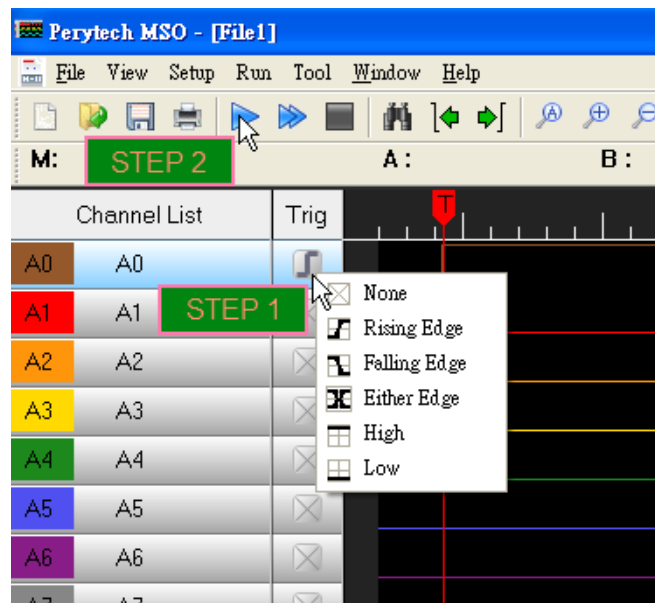 Perytech MSO - [File1]
File View Setup Run Tool Window Help
M: STEP 2 A : B :
Channel List Trig T
A0 A0
STEP 1
None
A1 A1
Rising Edge
A2 A2
Falling Edge
Either Edge
A3 A3
High
A4 A4
Low
A5 A5
A6 A6